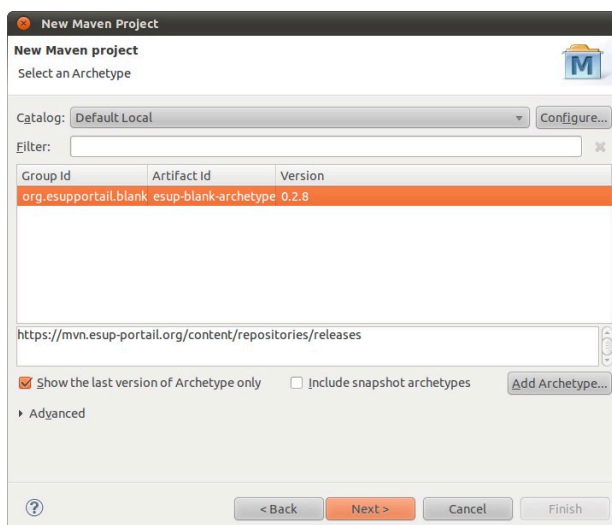 New Maven Project
New Maven project
Select an Archetype
M
Catalog: Default Local Configure...
Filter:
Group Id Artifact Id Version
org.esupportail.blank esup-blank-archetype 0.2.8
https://mvn.esup-portail.org/content/repositories/releases
Show the last version of Archetype only Include snapshot archetypes Add Archetype...
Advanced
? < Back Next > Cancel Finish